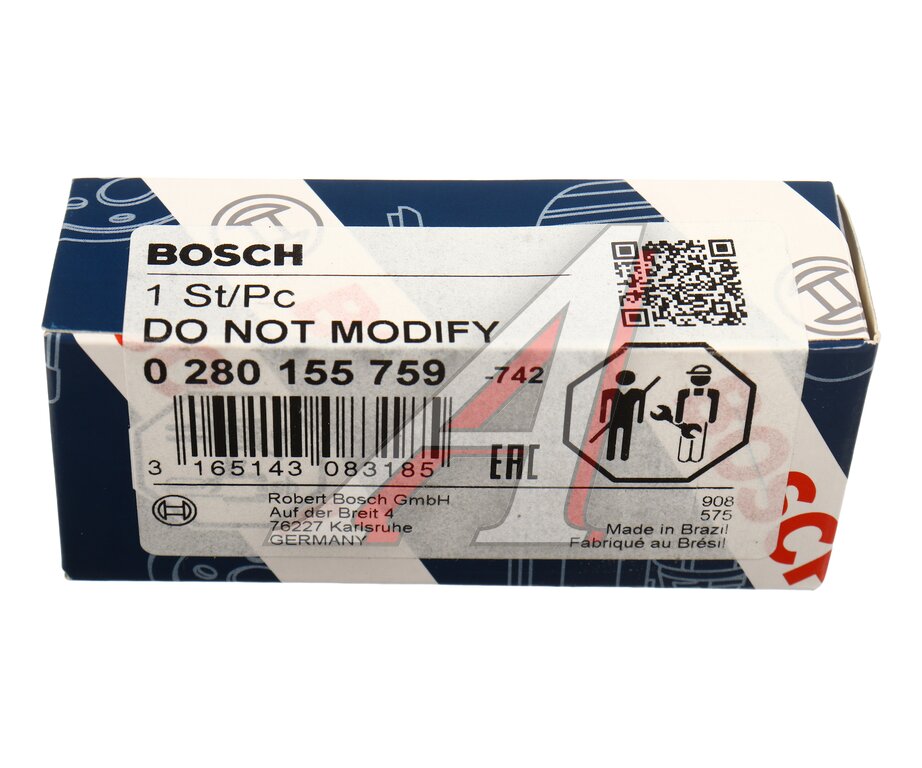 BOSCH
1 St/Pc
DO NOT MODIFY
0 280 155 759 -742
3 165143 083185
EAC
Robert Bosch GmbH
Auf der Breit 4
76227 Karlsruhe
GERMANY
908
575
Made in Brazil
Fabriqué au Brésil